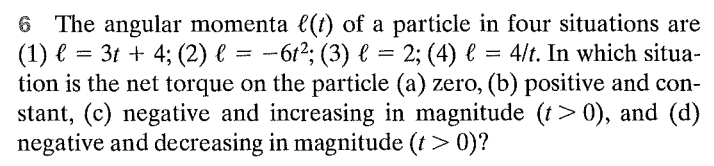 6 The angular momenta ℓ(t) of a particle in four situations are
(1) ℓ = 3t + 4; (2) ℓ = −6t²; (3) ℓ = 2; (4) ℓ = 4/t. In which situa-
tion is the net torque on the particle (a) zero, (b) positive and con-
stant, (c) negative and increasing in magnitude (t > 0), and (d)
negative and decreasing in magnitude (t > 0)?